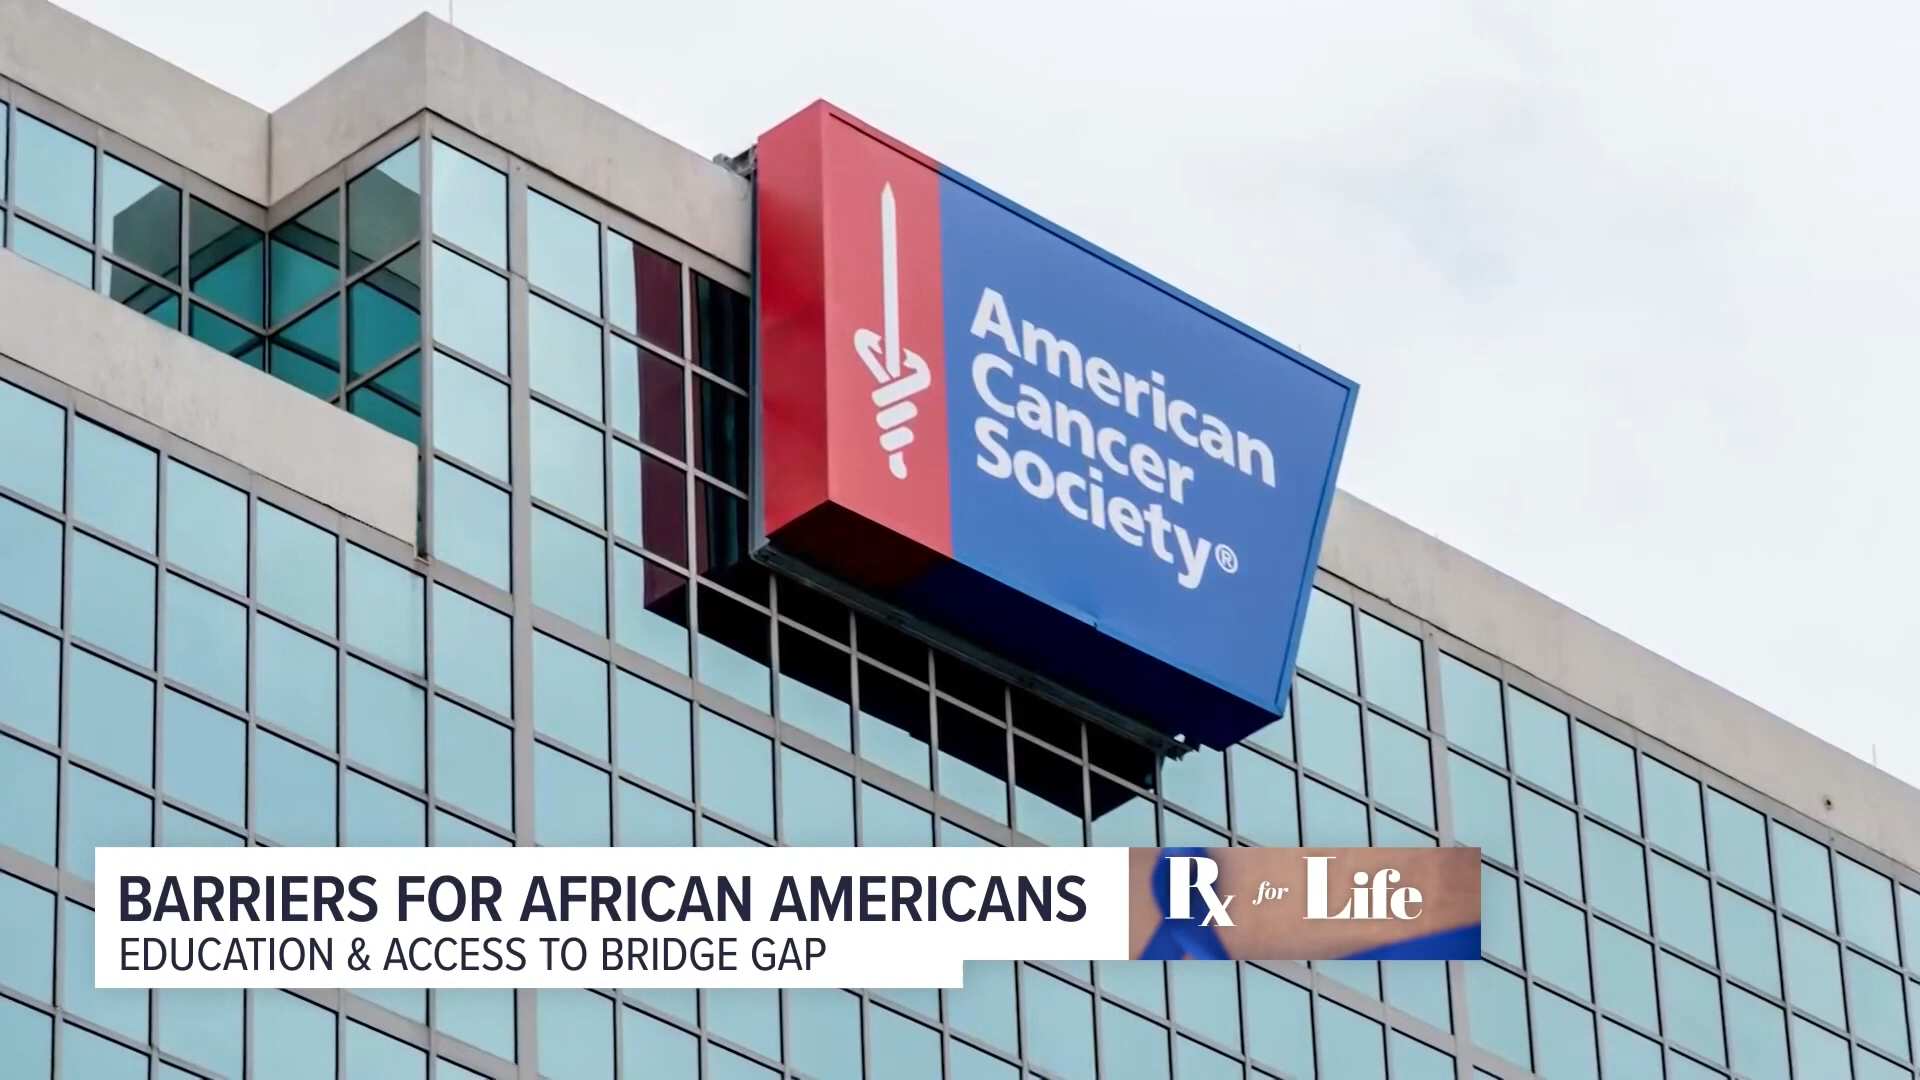 American
Cancer
Society®
BARRIERS FOR AFRICAN AMERICANS
EDUCATION & ACCESS TO BRIDGE GAP
Rx for Life